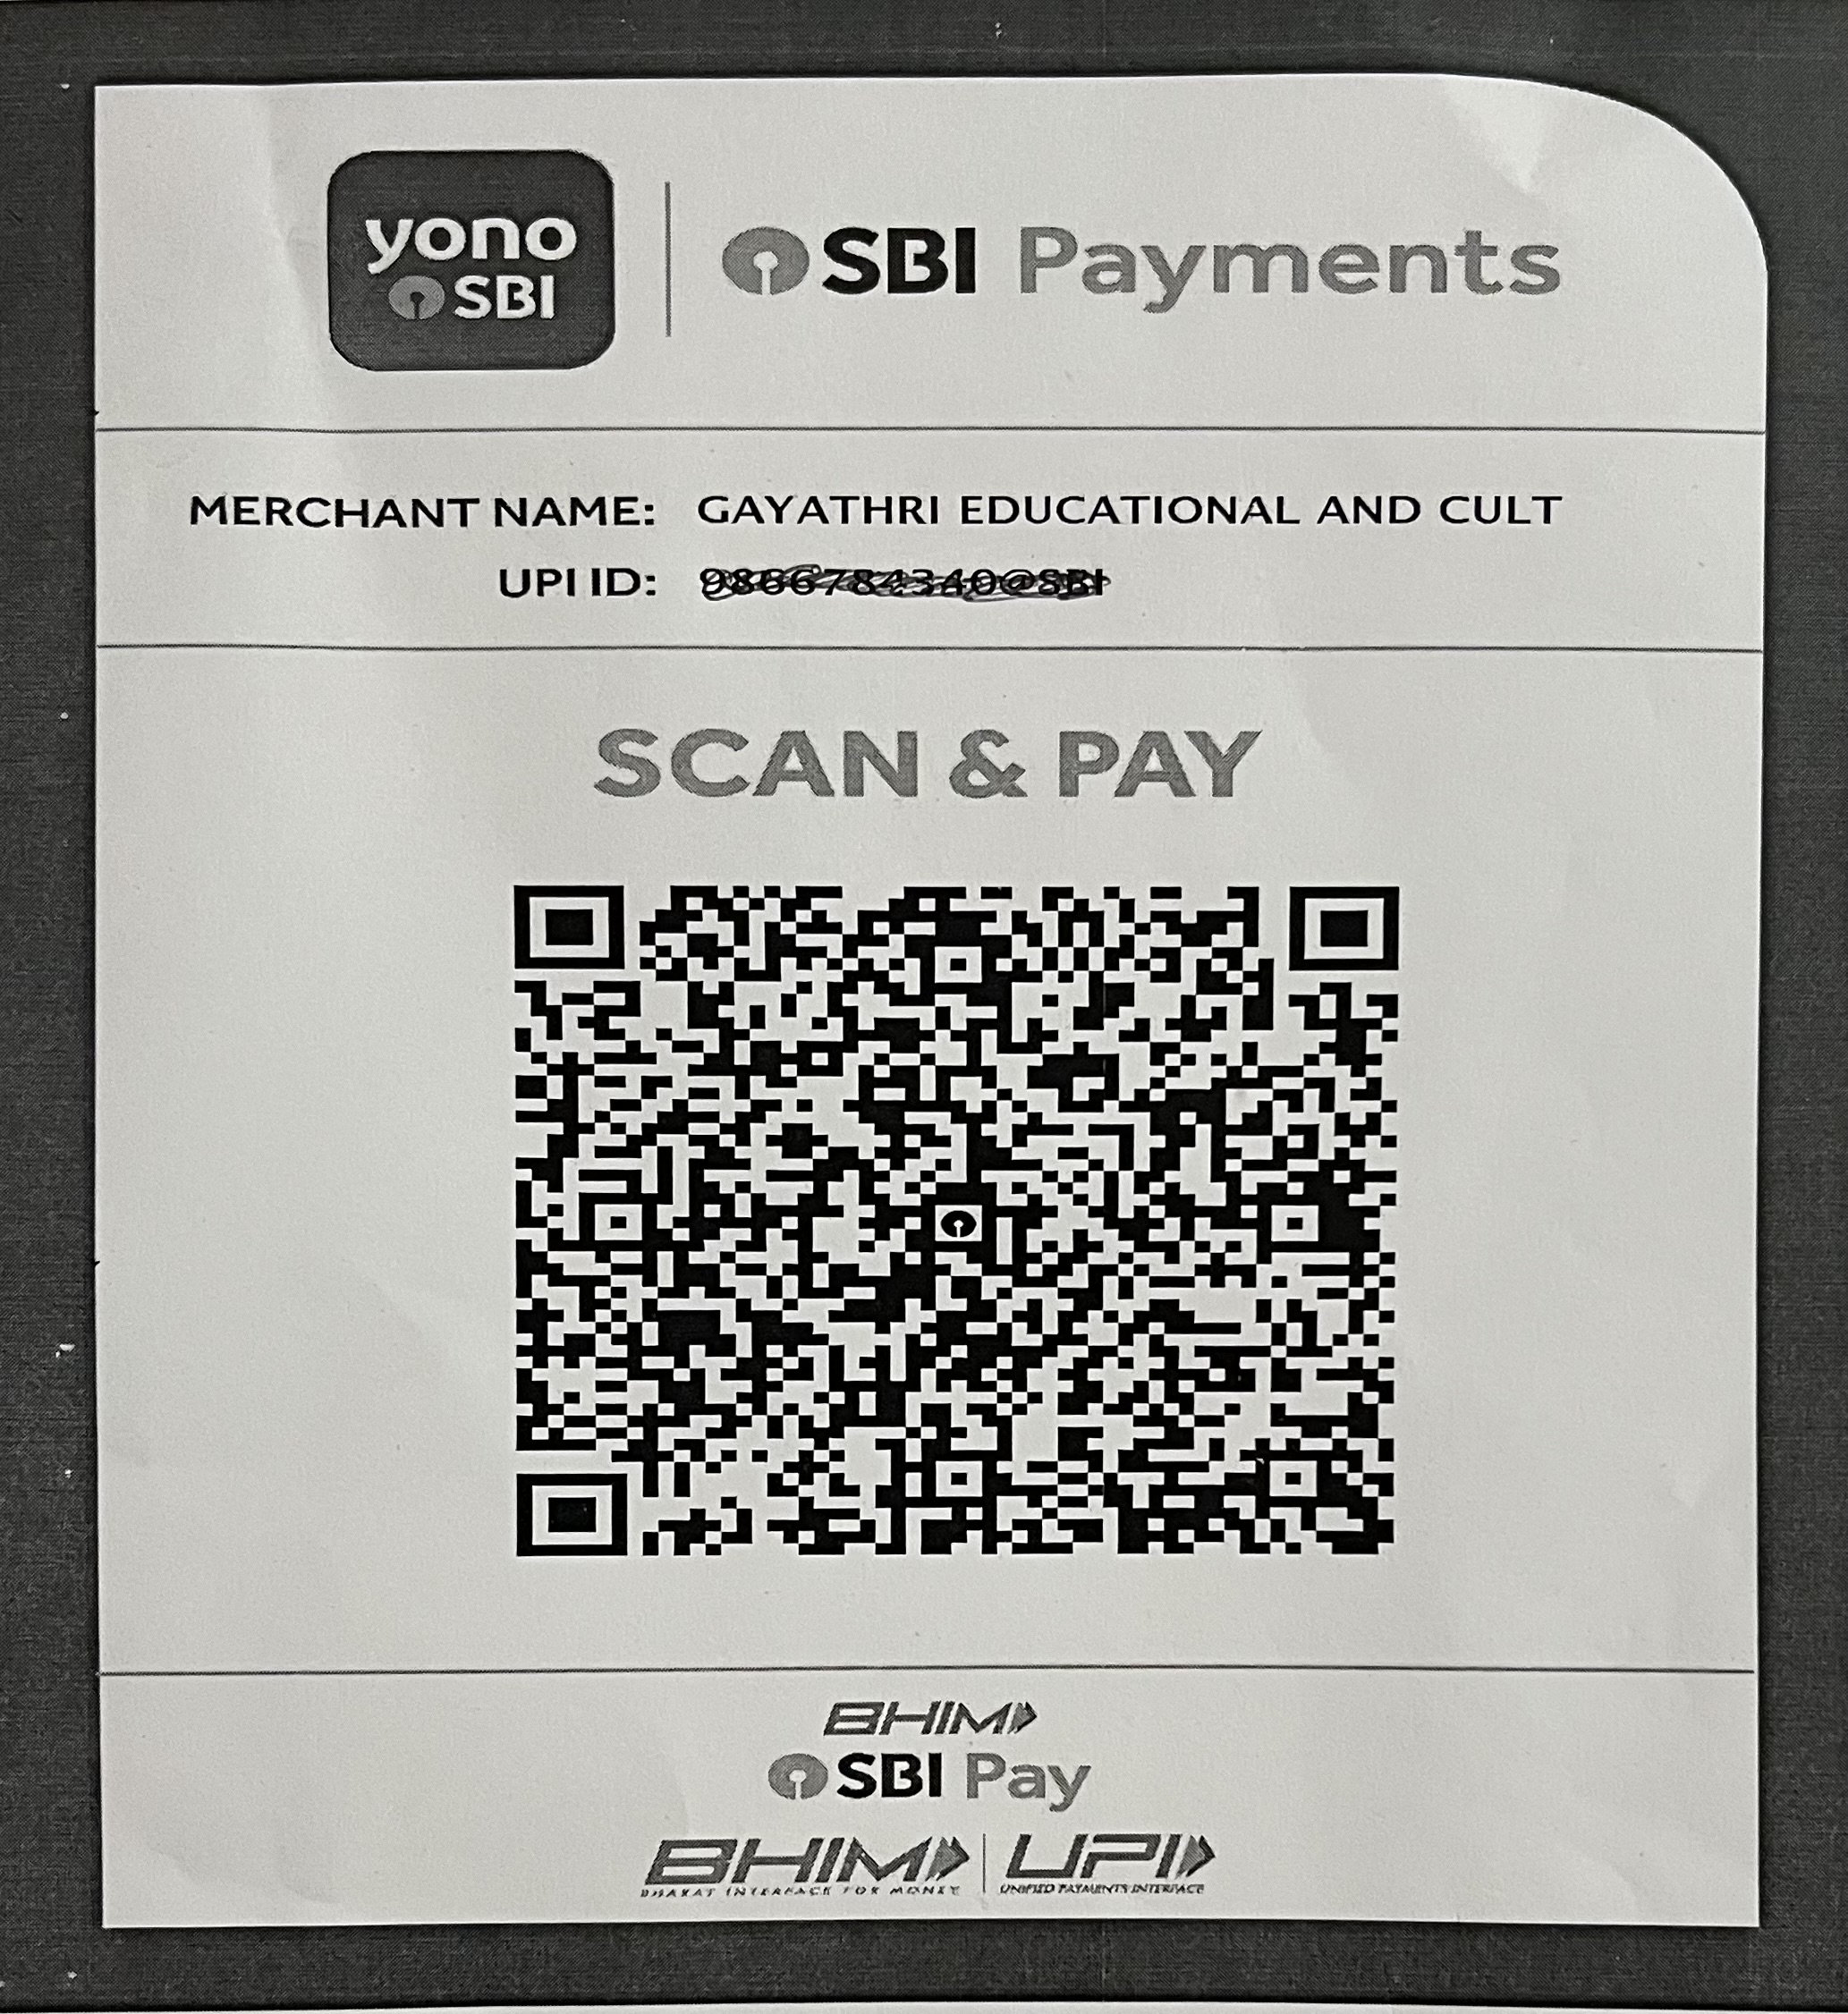 yono
SBI
SBI Payments
MERCHANT NAME: GAYATHRI EDUCATIONAL AND CULT
UPI ID:
SCAN & PAY
BHIM
SBI Pay
BHIM UPI
BHARAT INTERFACE FOR MONEY UNIFIED PAYMENTS INTERFACE